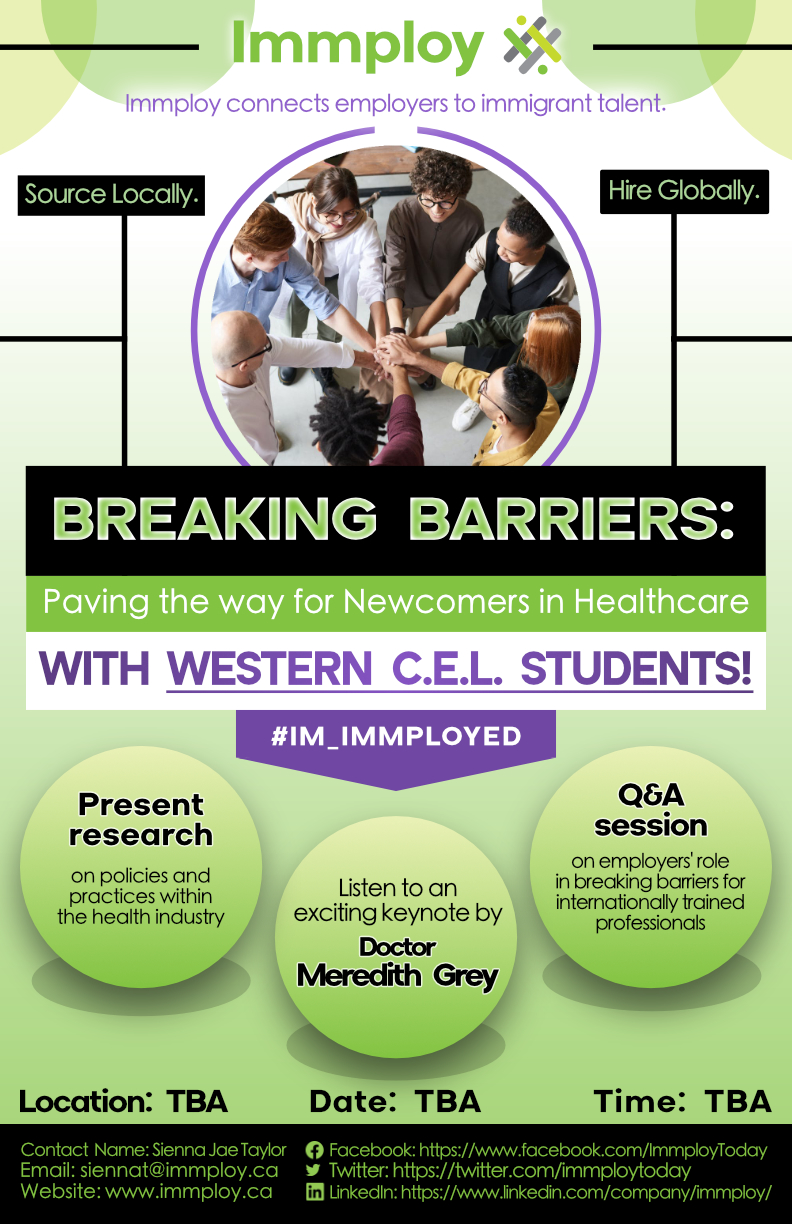 Immploy
Immploy connects employers to immigrant talent.
Source Locally.
Hire Globally.
BREAKING BARRIERS:
Paving the way for Newcomers in Healthcare
WITH WESTERN C.E.L. STUDENTS!
#IM_IMMPLOYED
Present
research
on policies and
practices within
the health industry
Listen to an
exciting keynote by
Doctor
Meredith Grey
Q&A
session
on employers' role
in breaking barriers for
internationally trained
professionals
Location: TBA
Date: TBA
Time: TBA
Contact Name: Sienna Jae Taylor
Email: siennat@immploy.ca
Website: www.immploy.ca
Facebook: https://www.facebook.com/ImmployToday
Twitter: https://twitter.com/immploytoday
LinkedIn: https://www.linkedin.com/company/immploy/